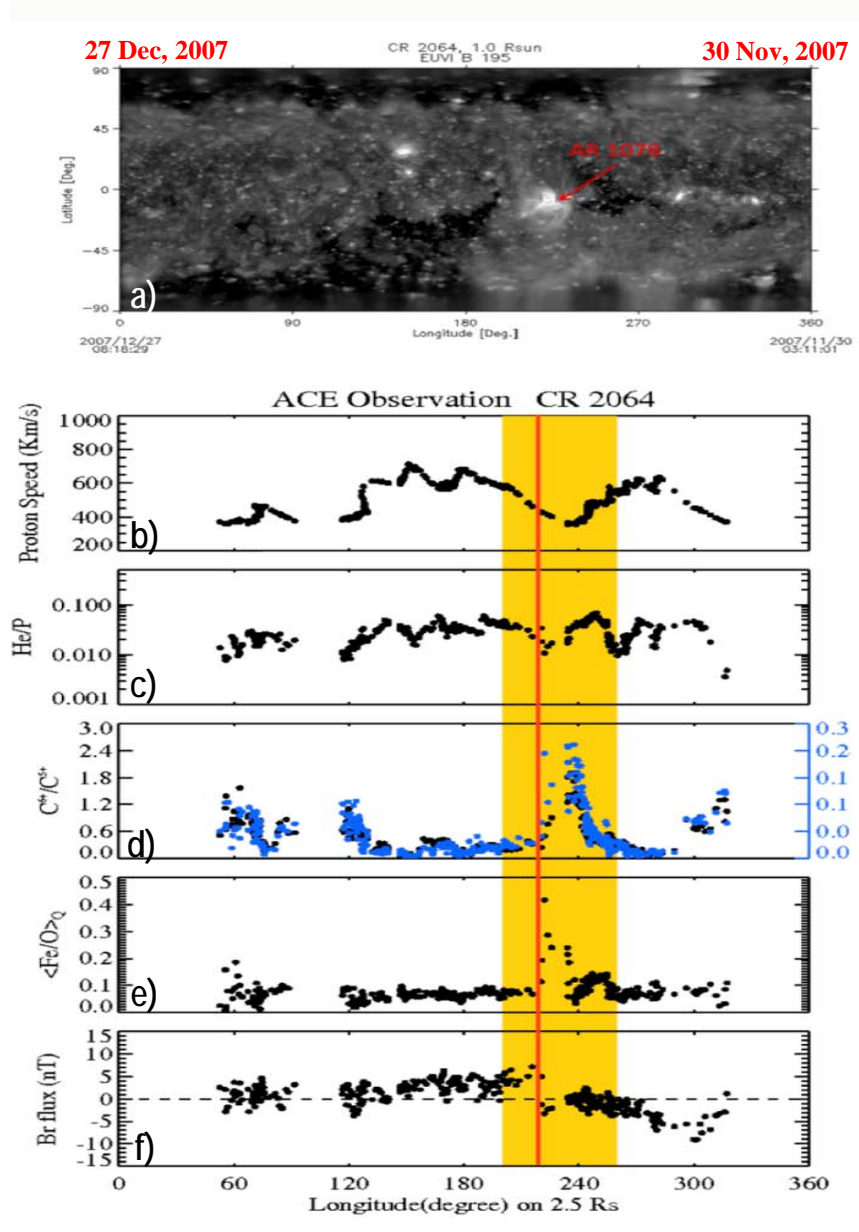 27 Dec, 2007
CR 2064, 1.0 Rsun
30 Nov, 2007
EUVI B 195
90
45
0
-45
-90
Latitude [Deg.]
AR 1078
a)
0
90
180
270
360
Longitude [Deg.]
2007/12/27
08:18:29
2007/11/30
03:11:01
ACE Observation CR 2064
Proton Speed (Km/s)
1000
800
600
400
200
b)
He/P
0.100
0.010
0.001
c)
C⁶⁺/C⁵⁺
3.0
2.4
1.8
1.2
0.6
0.0
0.3
0.2
0.1
0.1
0.0
0.0
d)
<Fe/O>Q
0.5
0.4
0.3
0.2
0.1
0.0
e)
Br flux (nT)
15
10
5
0
-5
-10
-15
f)
0
60
120
180
240
300
360
Longitude(degree) on 2.5 Rs